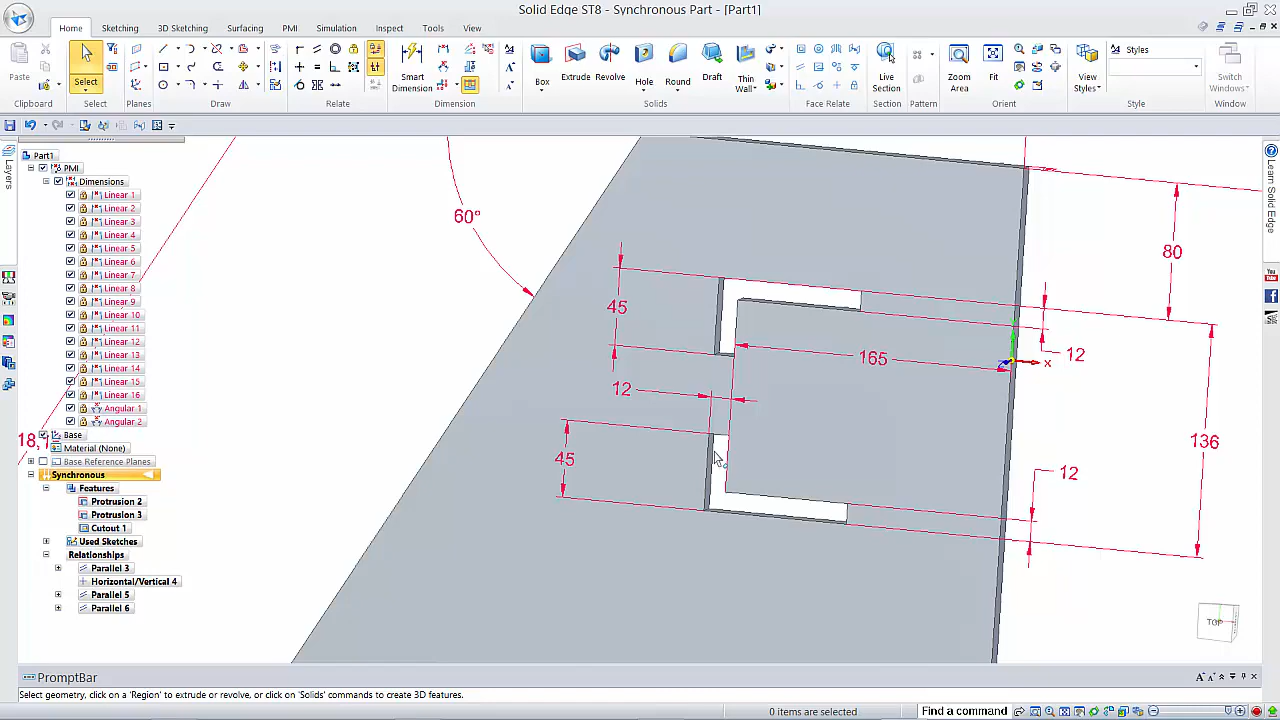 Solid Edge ST8 - Synchronous Part - [Part1]
Home Sketching 3D Sketching Surfacing PMI Simulation Inspect Tools View
Paste
Select
Smart Dimension
Box
Extrude
Revolve
Hole
Round
Draft
Thin Wall
Live Section
Zoom Area
Fit
View Styles
Styles
Switch Windows
Clipboard Select Planes Draw Relate Dimension Solids Face Relate Section Pattern Orient Style Window
Layers
Part1
PMI
Dimensions
Linear 1
Linear 2
Linear 3
Linear 4
Linear 5
Linear 6
Linear 7
Linear 8
Linear 9
Linear 10
Linear 11
Linear 12
Linear 13
Linear 14
Linear 15
Linear 16
Angular 1
Angular 2
Base
Material (None)
Base Reference Planes
Synchronous
Features
Protrusion 2
Protrusion 3
Cutout 1
Used Sketches
Relationships
Parallel 3
Horizontal/Vertical 4
Parallel 5
Parallel 6
60°
80
45
12
165
x
12
136
45
12
18,
TOP
Learn Solid Edge
You Tube
PromptBar
Select geometry, click on a 'Region' to extrude or revolve, or click on 'Solids' commands to create 3D features.
0 items are selected
Find a command